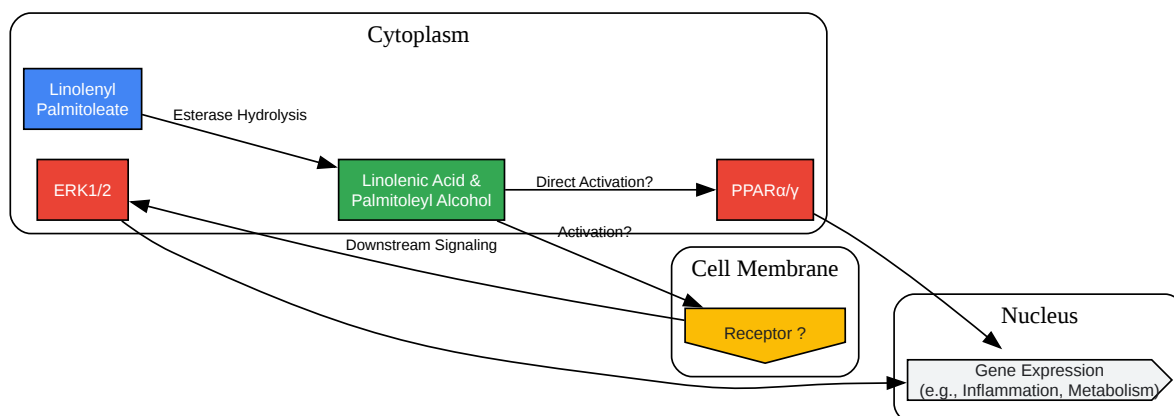 Cytoplasm
Linolenyl
Palmitoleate
Esterase Hydrolysis
ERK1/2
Linolenic Acid &
Palmitoleyl Alcohol
Direct Activation?
PPARα/γ
Activation?
Downstream Signaling
Cell Membrane
Receptor ?
Nucleus
Gene Expression
(e.g., Inflammation, Metabolism)